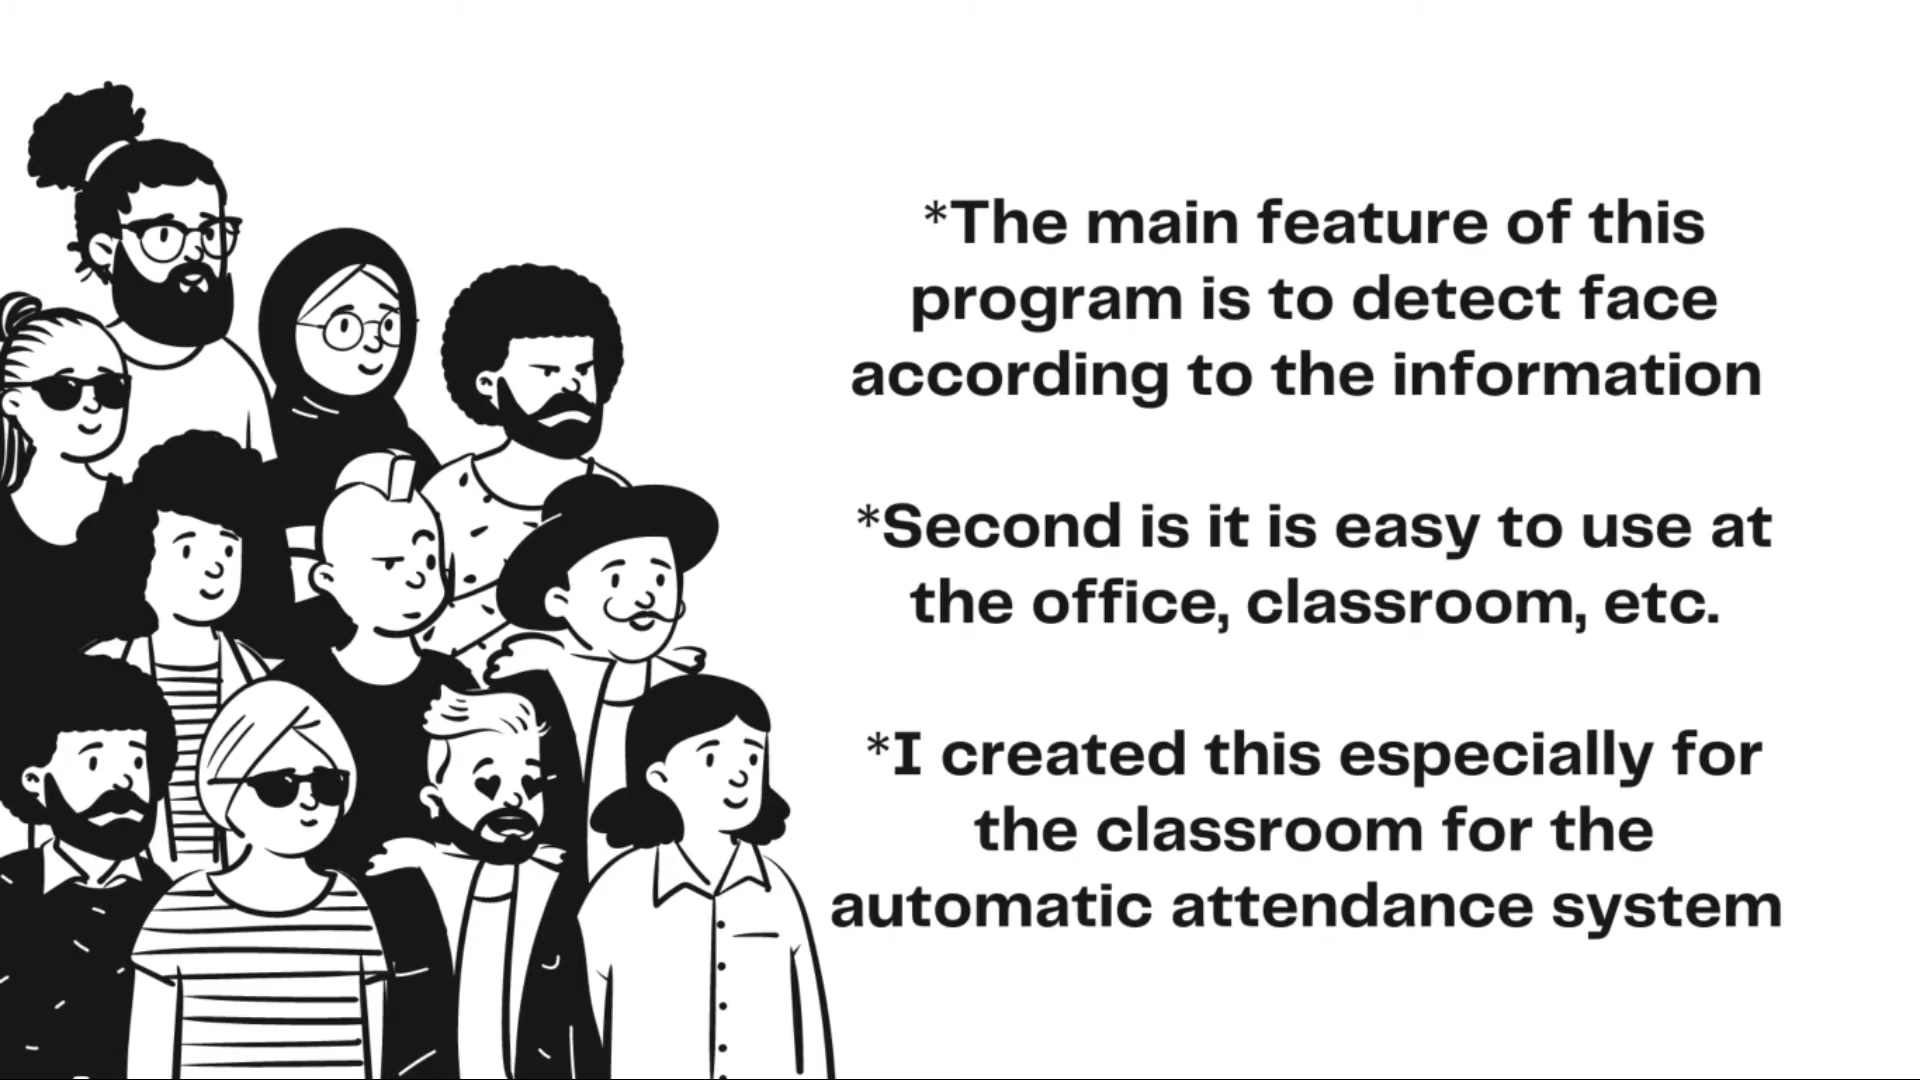 *The main feature of this
program is to detect face
according to the information
*Second is it is easy to use at
the office, classroom, etc.
*I created this especially for
the classroom for the
automatic attendance system